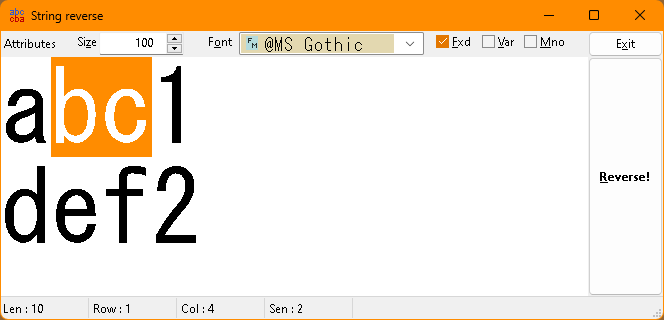 abc
cba
String reverse
Attributes Size 100 Font @MS Gothic Fxd Var Mno Exit
abc1
def2
Reverse!
Len : 10 Row : 1 Col : 4 Sen : 2